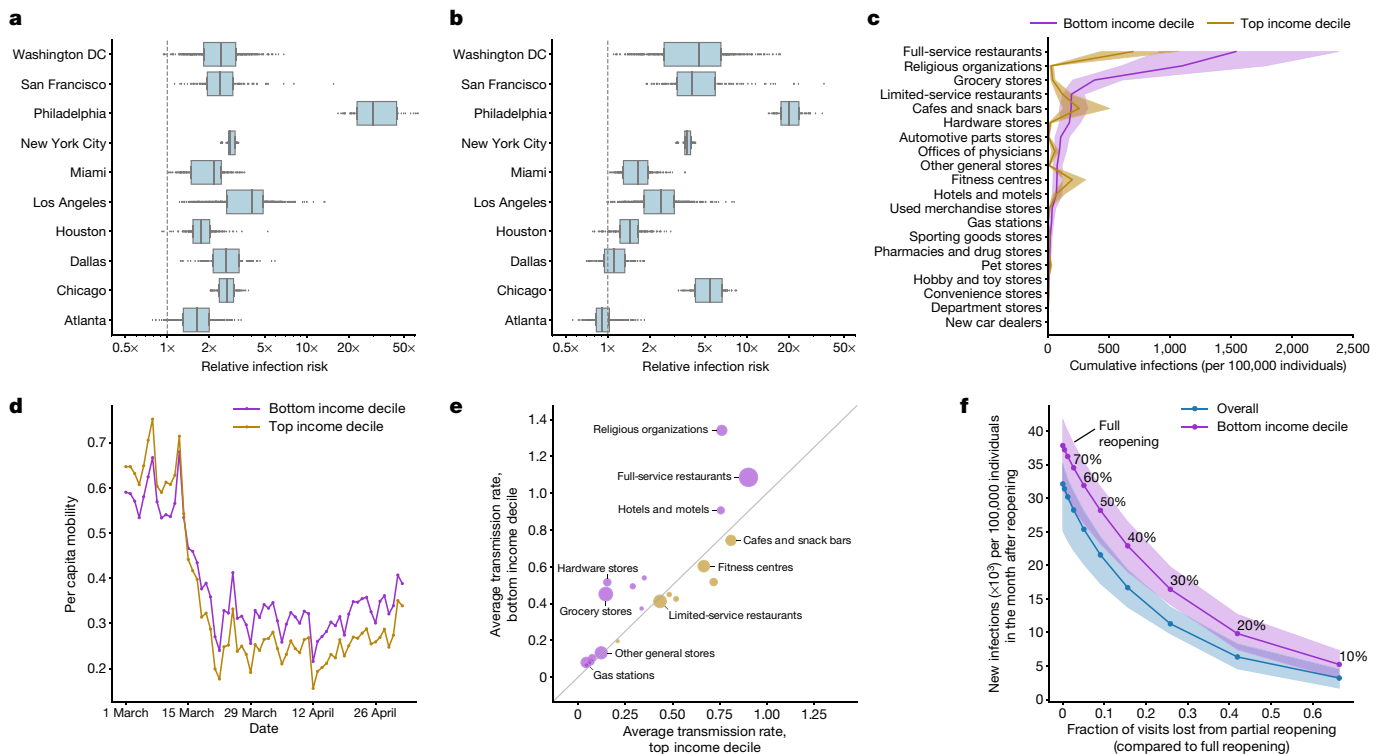 a
Washington DC
San Francisco
Philadelphia
New York City
Miami
Los Angeles
Houston
Dallas
Chicago
Atlanta
0.5× 1× 2× 5× 10× 20× 50×
Relative infection risk
b
Washington DC
San Francisco
Philadelphia
New York City
Miami
Los Angeles
Houston
Dallas
Chicago
Atlanta
0.5× 1× 2× 5× 10× 20× 50×
Relative infection risk
c
Bottom income decile Top income decile
Full-service restaurants
Religious organizations
Grocery stores
Limited-service restaurants
Cafes and snack bars
Hardware stores
Automotive parts stores
Offices of physicians
Other general stores
Fitness centres
Hotels and motels
Used merchandise stores
Gas stations
Sporting goods stores
Pharmacies and drug stores
Pet stores
Hobby and toy stores
Convenience stores
Department stores
New car dealers
0 500 1,000 1,500 2,000 2,500
Cumulative infections (per 100,000 individuals)
d
Bottom income decile
Top income decile
Per capita mobility
0.7
0.6
0.5
0.4
0.3
0.2
1 March 15 March 29 March 12 April 26 April
Date
e
Average transmission rate,
bottom income decile
1.4
1.2
1.0
0.8
0.6
0.4
0.2
0
Religious organizations
Full-service restaurants
Hotels and motels
Cafes and snack bars
Hardware stores
Fitness centres
Grocery stores
Limited-service restaurants
Other general stores
Gas stations
0 0.25 0.50 0.75 1.00 1.25
Average transmission rate,
top income decile
f
Overall
Bottom income decile
New infections (×10³) per 100,000 individuals
in the month after reopening
40
35
30
25
20
15
10
5
0
Full
reopening
70%
60%
50%
40%
30%
20%
10%
0 0.1 0.2 0.3 0.4 0.5 0.6
Fraction of visits lost from partial reopening
(compared to full reopening)